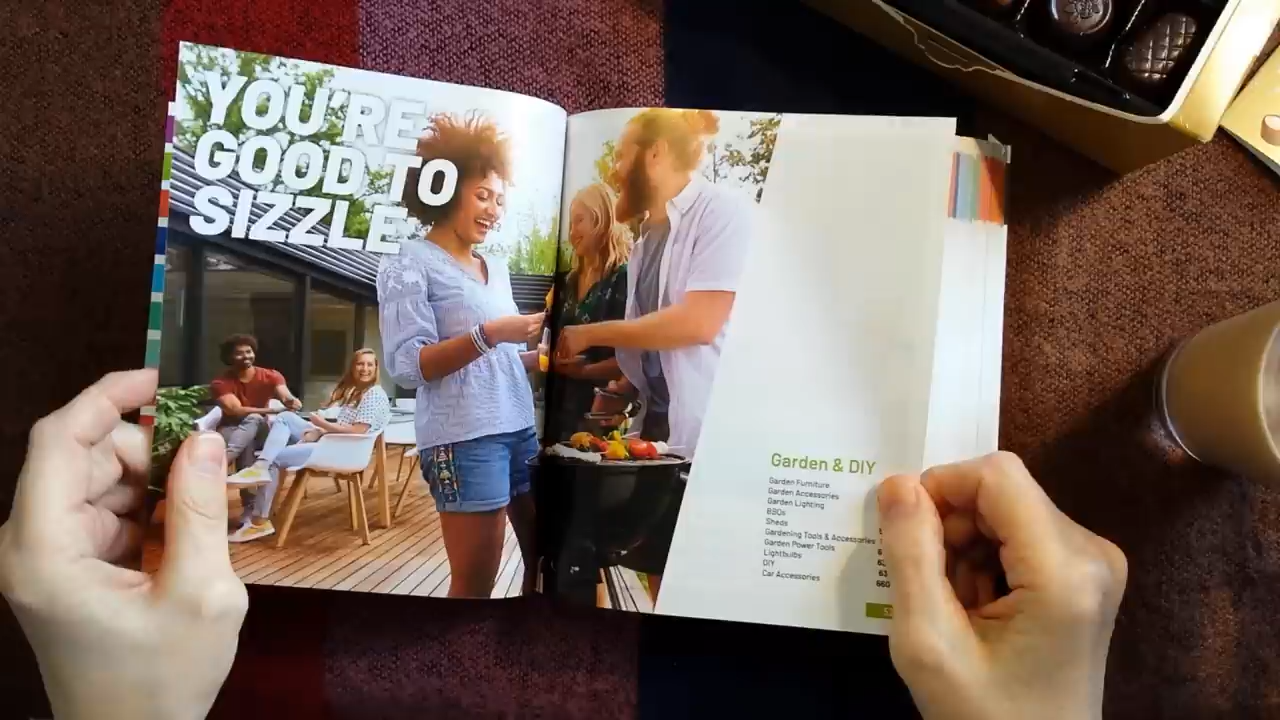 YOU'RE
GOOD TO
SIZZLE
Garden & DIY
Garden Furniture
Garden Accessories
Garden Lighting
BBQs
Sheds
Gardening Tools & Accessories
Garden Power Tools
Lightbulbs
DIY
Car Accessories 660